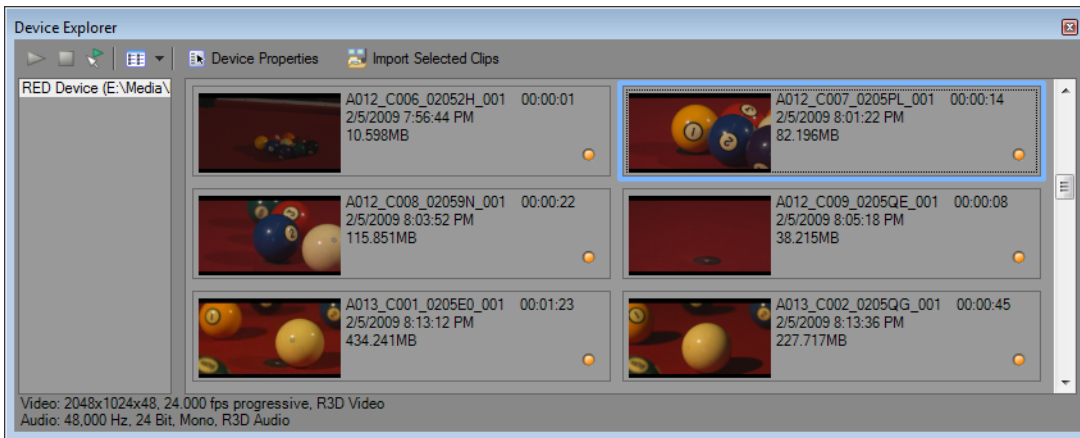 Device Explorer
Device Properties Import Selected Clips
RED Device (E:\Media\
A012_C006_02052H_001 00:00:01
2/5/2009 7:56:44 PM
10.598MB
A012_C007_0205PL_001 00:00:14
2/5/2009 8:01:22 PM
82.196MB
1
2
A012_C008_02059N_001 00:00:22
2/5/2009 8:03:52 PM
115.851MB
2
A012_C009_0205QE_001 00:00:08
2/5/2009 8:05:18 PM
38.215MB
A013_C001_0205E0_001 00:01:23
2/5/2009 8:13:12 PM
434.241MB
A013_C002_0205QG_001 00:00:45
2/5/2009 8:13:36 PM
227.717MB
Video: 2048x1024x48, 24.000 fps progressive, R3D Video
Audio: 48,000 Hz, 24 Bit, Mono, R3D Audio